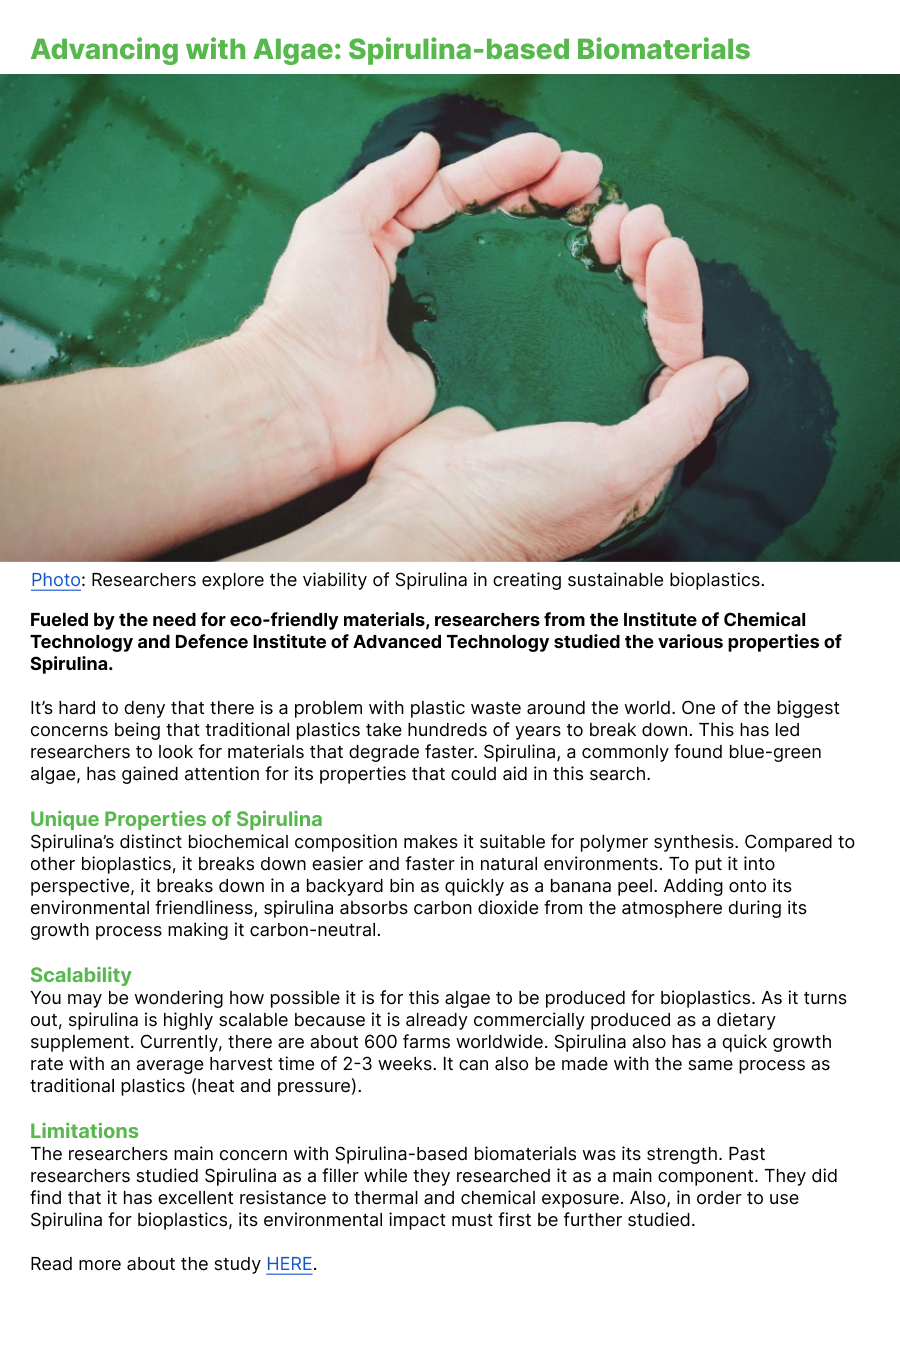 Advancing with Algae: Spirulina-based Biomaterials
Photo: Researchers explore the viability of Spirulina in creating sustainable bioplastics.
Fueled by the need for eco-friendly materials, researchers from the Institute of Chemical
Technology and Defence Institute of Advanced Technology studied the various properties of
Spirulina.
It’s hard to deny that there is a problem with plastic waste around the world. One of the biggest
concerns being that traditional plastics take hundreds of years to break down. This has led
researchers to look for materials that degrade faster. Spirulina, a commonly found blue-green
algae, has gained attention for its properties that could aid in this search.
Unique Properties of Spirulina
Spirulina’s distinct biochemical composition makes it suitable for polymer synthesis. Compared to
other bioplastics, it breaks down easier and faster in natural environments. To put it into
perspective, it breaks down in a backyard bin as quickly as a banana peel. Adding onto its
environmental friendliness, spirulina absorbs carbon dioxide from the atmosphere during its
growth process making it carbon-neutral.
Scalability
You may be wondering how possible it is for this algae to be produced for bioplastics. As it turns
out, spirulina is highly scalable because it is already commercially produced as a dietary
supplement. Currently, there are about 600 farms worldwide. Spirulina also has a quick growth
rate with an average harvest time of 2-3 weeks. It can also be made with the same process as
traditional plastics (heat and pressure).
Limitations
The researchers main concern with Spirulina-based biomaterials was its strength. Past
researchers studied Spirulina as a filler while they researched it as a main component. They did
find that it has excellent resistance to thermal and chemical exposure. Also, in order to use
Spirulina for bioplastics, its environmental impact must first be further studied.
Read more about the study HERE.